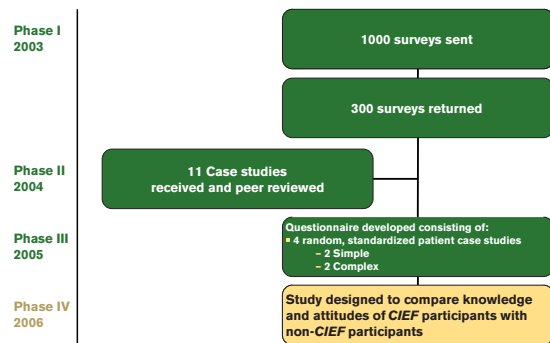 Phase I
2003
1000 surveys sent
300 surveys returned
Phase II
2004
11 Case studies
received and peer reviewed
Phase III
2005
Questionnaire developed consisting of:
▪ 4 random, standardized patient case studies
– 2 Simple
– 2 Complex
Phase IV
2006
Study designed to compare knowledge
and attitudes of CIEF participants with
non-CIEF participants